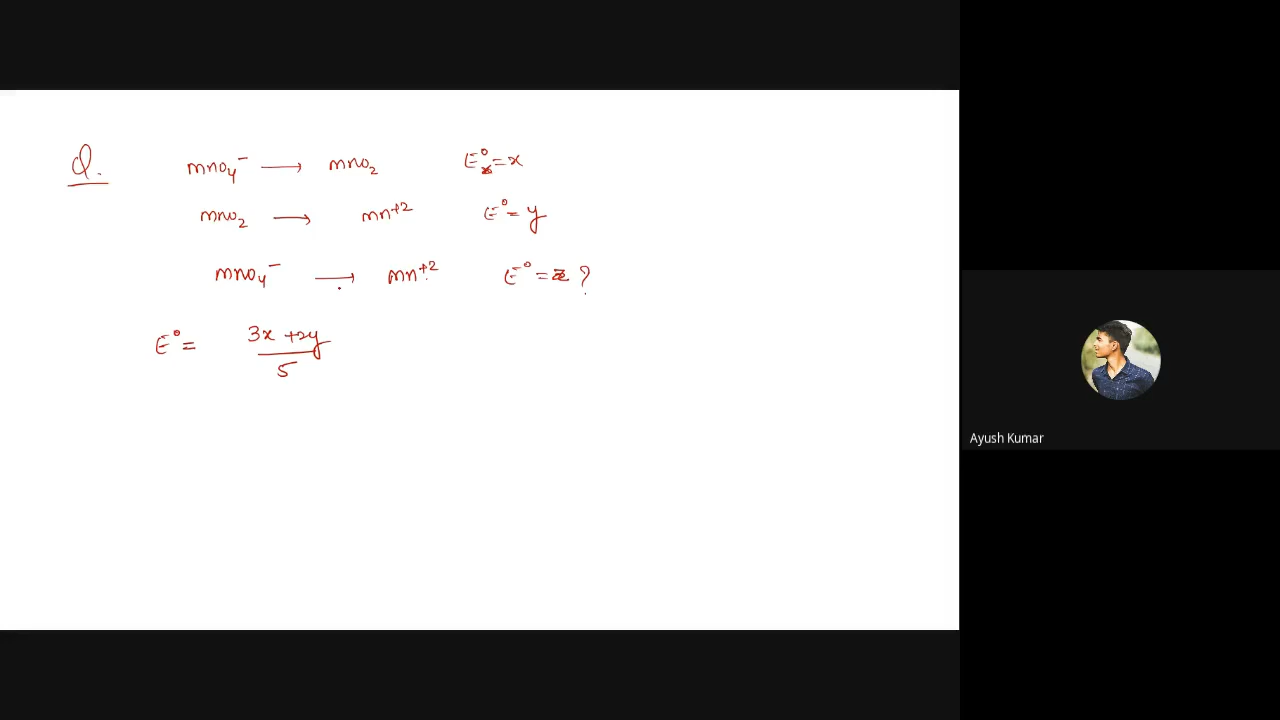 Q. mno₄⁻ → mno₂ E°ₓ = x
mno₂ → mn⁺² E° = y
mno₄⁻ → mn⁺² E° = z ?
E° = 3x + 2y
5
Ayush Kumar